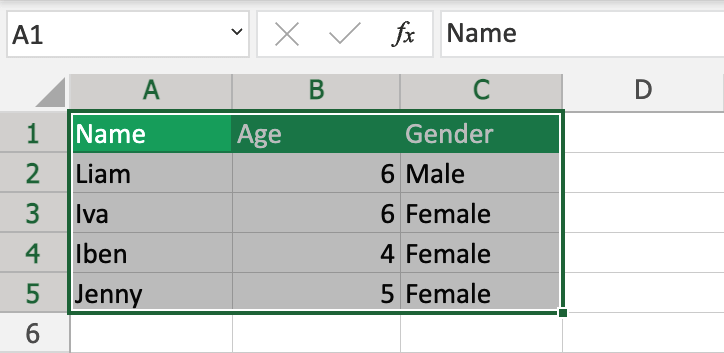 A1 fx Name
A B C D
1 Name Age Gender
2 Liam 6 Male
3 Iva 6 Female
4 Iben 4 Female
5 Jenny 5 Female
6